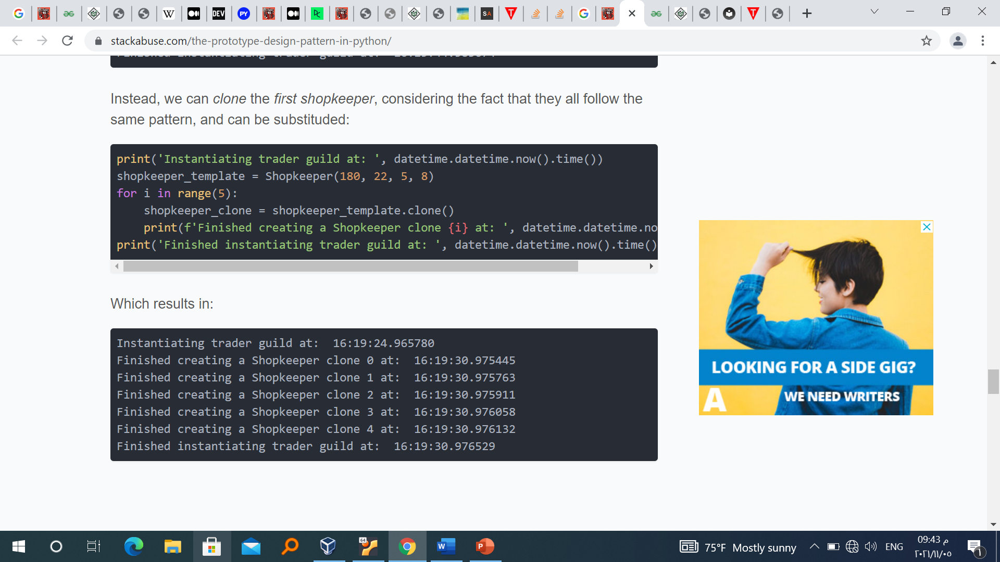 W
DEV
PY
SA
T
T
stackabuse.com/the-prototype-design-pattern-in-python/
Instead, we can clone the first shopkeeper, considering the fact that they all follow the
same pattern, and can be substituded:
print('Instantiating trader guild at: ', datetime.datetime.now().time())
shopkeeper_template = Shopkeeper(180, 22, 5, 8)
for i in range(5):
    shopkeeper_clone = shopkeeper_template.clone()
    print(f'Finished creating a Shopkeeper clone {i} at: ', datetime.datetime.no
print('Finished instantiating trader guild at: ', datetime.datetime.now().time()
Which results in:
Instantiating trader guild at:  16:19:24.965780
Finished creating a Shopkeeper clone 0 at:  16:19:30.975445
Finished creating a Shopkeeper clone 1 at:  16:19:30.975763
Finished creating a Shopkeeper clone 2 at:  16:19:30.975911
Finished creating a Shopkeeper clone 3 at:  16:19:30.976058
Finished creating a Shopkeeper clone 4 at:  16:19:30.976132
Finished instantiating trader guild at:  16:19:30.976529
LOOKING FOR A SIDE GIG?
A
WE NEED WRITERS
64
W
P
75°F Mostly sunny
ENG
09:43 م
٢٠٢١/١١/٠٥
١